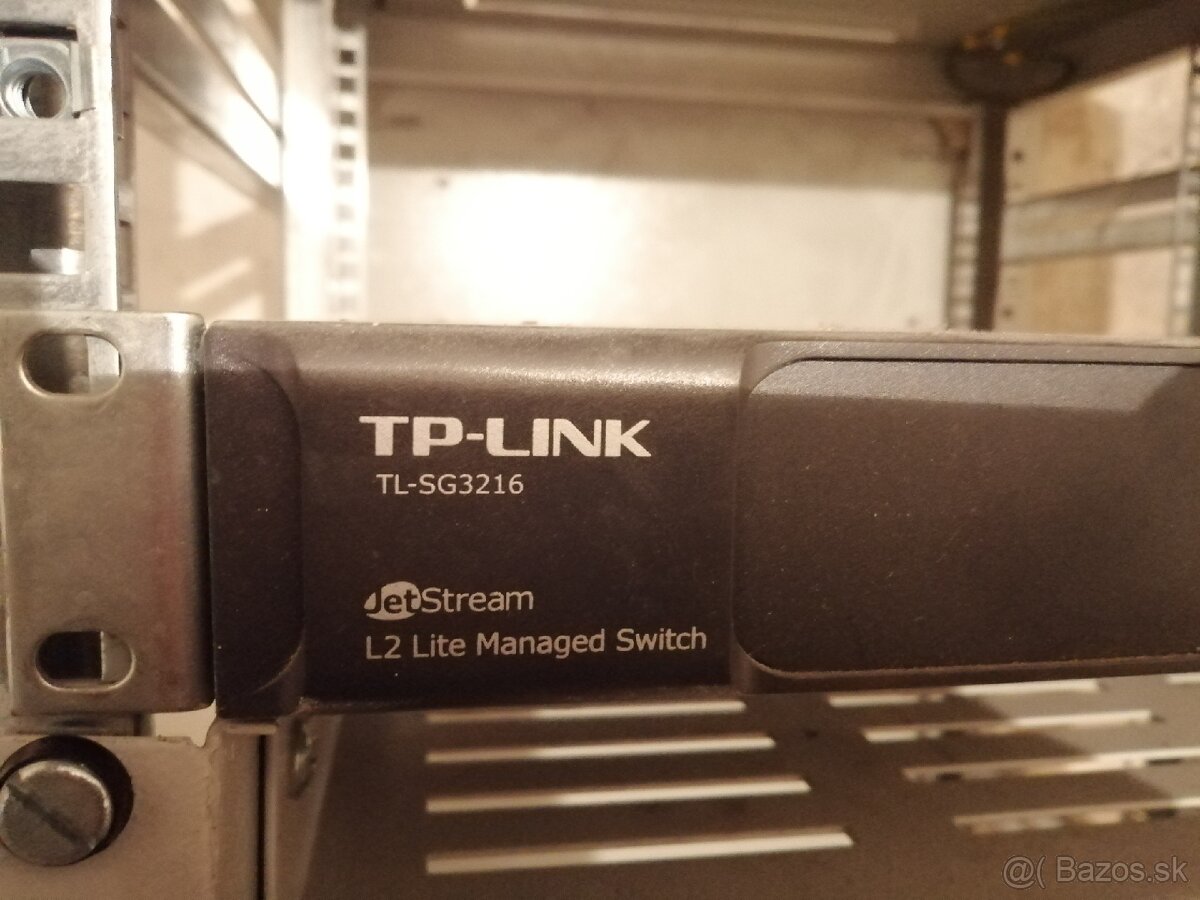 TP-LINK
TL-SG3216
JetStream
L2 Lite Managed Switch
@( Bazos.sk